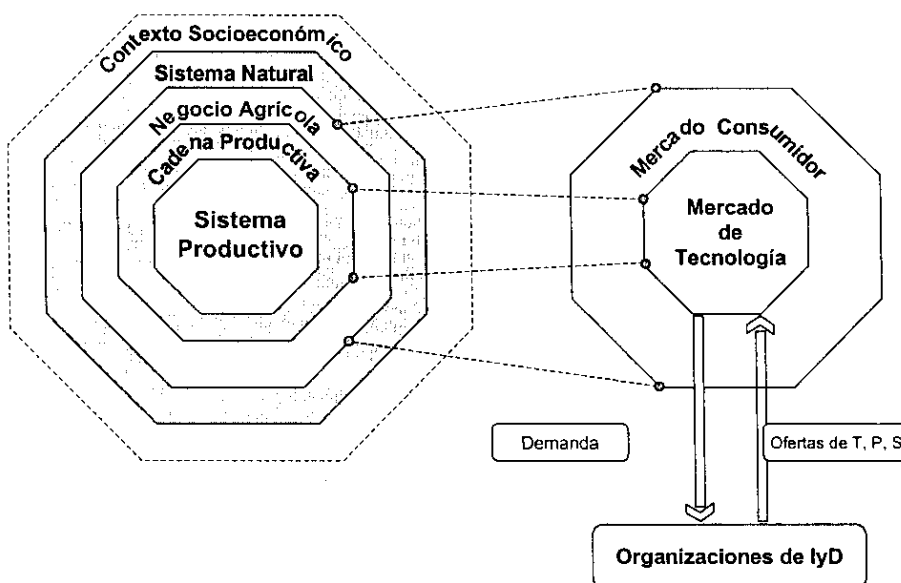 Contexto Socioeconómico
Sistema Natural
Negocio Agrícola
Cadena Productiva
Sistema
Productivo
Mercado Consumidor
Mercado
de
Tecnología
Demanda
Ofertas de T, P, S
Organizaciones de IyD